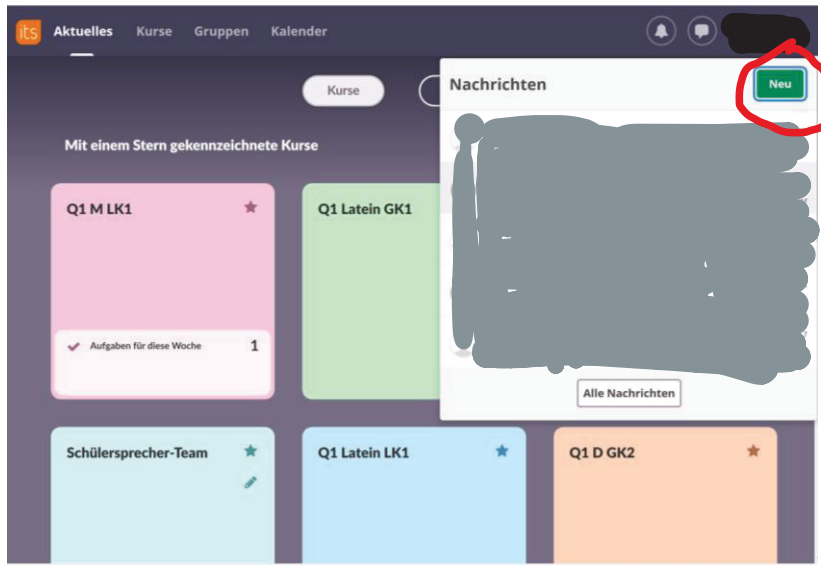 its Aktuelles Kurse Gruppen Kalender
Kurse
Nachrichten Neu
Mit einem Stern gekennzeichnete Kurse
Q1 M LK1
Q1 Latein GK1
Aufgaben für diese Woche 1
Alle Nachrichten
Schülersprecher-Team
Q1 Latein LK1
Q1 D GK2